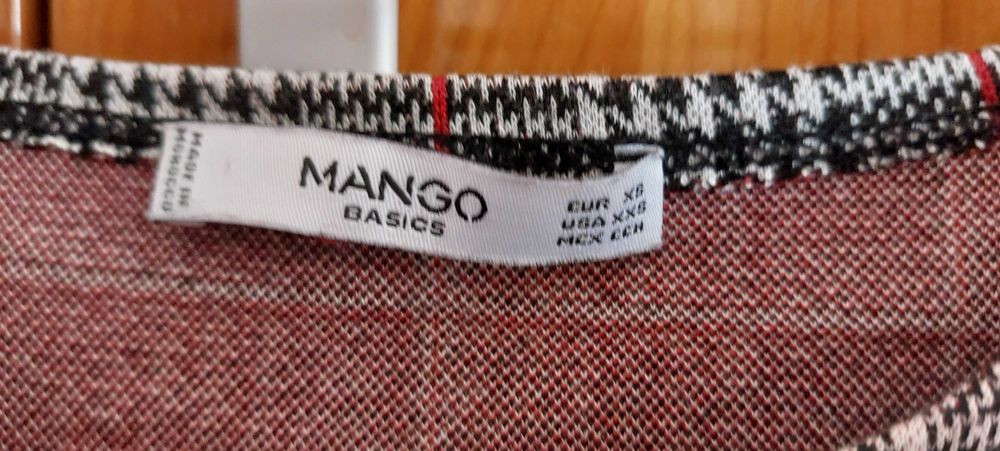 MADE IN
MOROCCO
MANGO
BASICS
EUR XS
USA XXS
MEX ECH